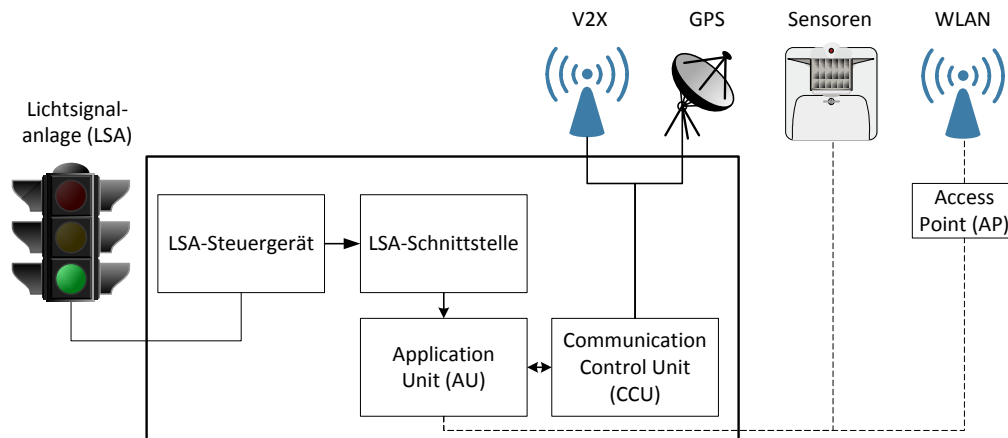 V2X
GPS
Sensoren
WLAN
Lichtsignal-
anlage (LSA)
Access
Point (AP)
LSA-Steuergerät
LSA-Schnittstelle
Application
Unit (AU)
Communication
Control Unit
(CCU)